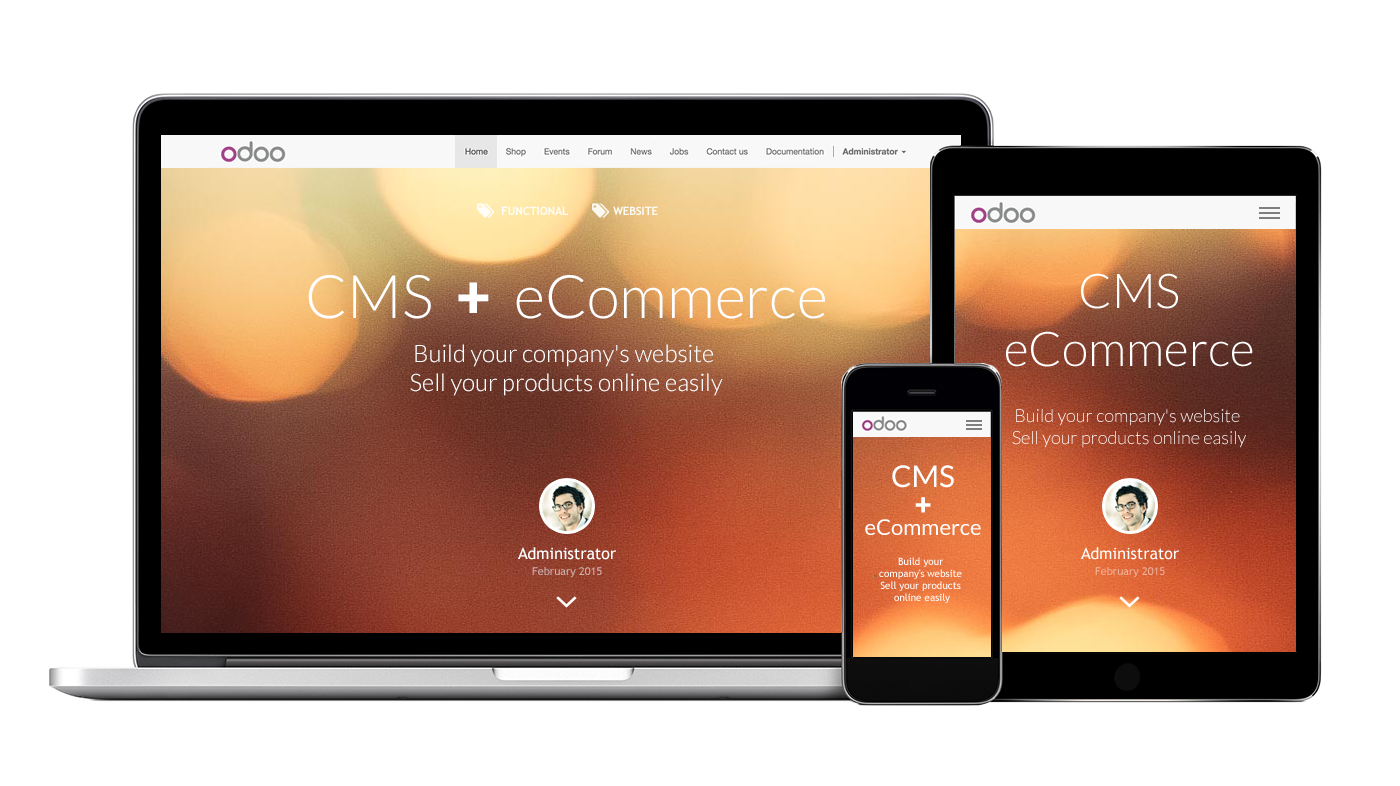 odoo
Home Shop Events Forum News Jobs Contact us Documentation Administrator
FUNCTIONAL WEBSITE
CMS + eCommerce
Build your company's website
Sell your products online easily
Administrator
February 2015
odoo
CMS
+
eCommerce
Build your
company's website
Sell your products
online easily
odoo
CMS
eCommerce
Build your company's website
Sell your products online easily
Administrator
February 2015